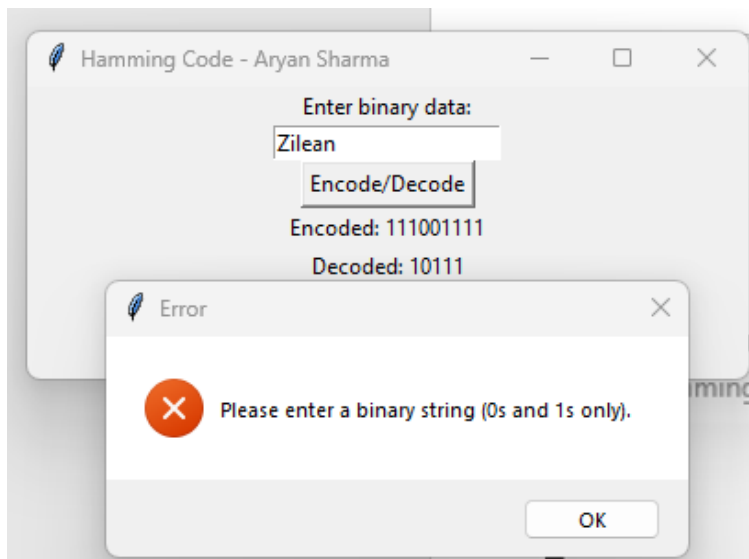 Hamming Code - Aryan Sharma
Enter binary data:
Zilean
Encode/Decode
Encoded: 111001111
Decoded: 10111
Error
Please enter a binary string (0s and 1s only).
OK